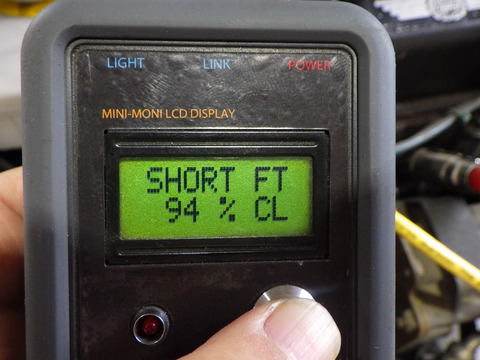 LIGHT LINK POWER
MINI-MONI LCD DISPLAY
SHORT FT
94 % CL